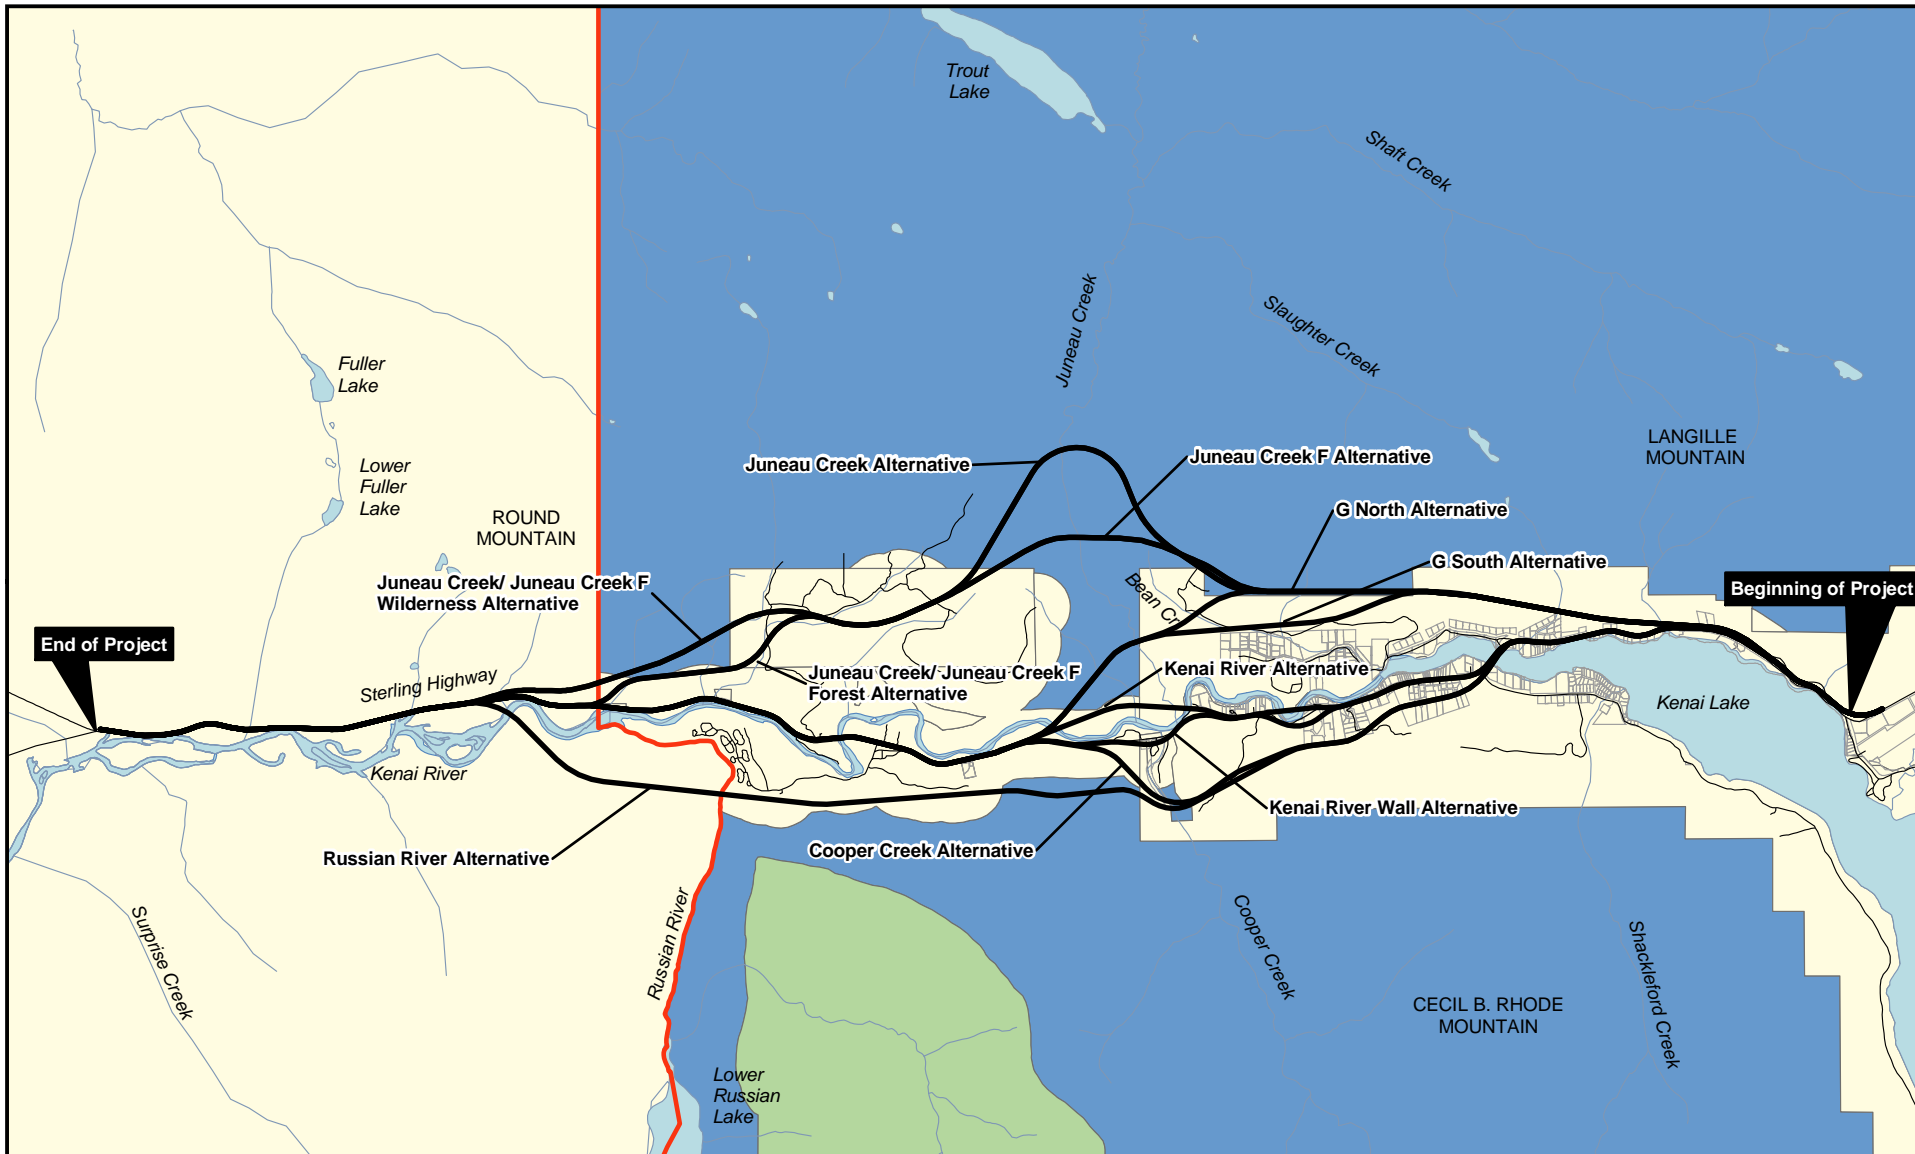 Trout
Lake
Shaft Creek
Juneau Creek
Slaughter Creek
Fuller
Lake
Lower
Fuller
Lake
LANGILLE
MOUNTAIN
Juneau Creek Alternative
Juneau Creek F Alternative
G North Alternative
ROUND
MOUNTAIN
G South Alternative
Juneau Creek/ Juneau Creek F
Wilderness Alternative
Bean Cr
Beginning of Project
End of Project
Sterling Highway
Juneau Creek/ Juneau Creek F
Forest Alternative
Kenai River Alternative
Kenai Lake
Kenai River
Kenai River Wall Alternative
Russian River Alternative
Cooper Creek Alternative
Surprise Creek
Russian River
Cooper Creek
Shackleford Creek
CECIL B. RHODE
MOUNTAIN
Lower
Russian
Lake